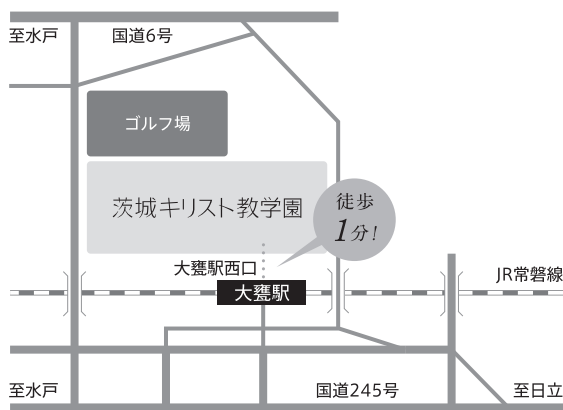 至水戸
国道6号
ゴルフ場
茨城キリスト教学園
徒歩
1分!
大甕駅西口
大甕駅
JR常磐線
至水戸
国道245号
至日立